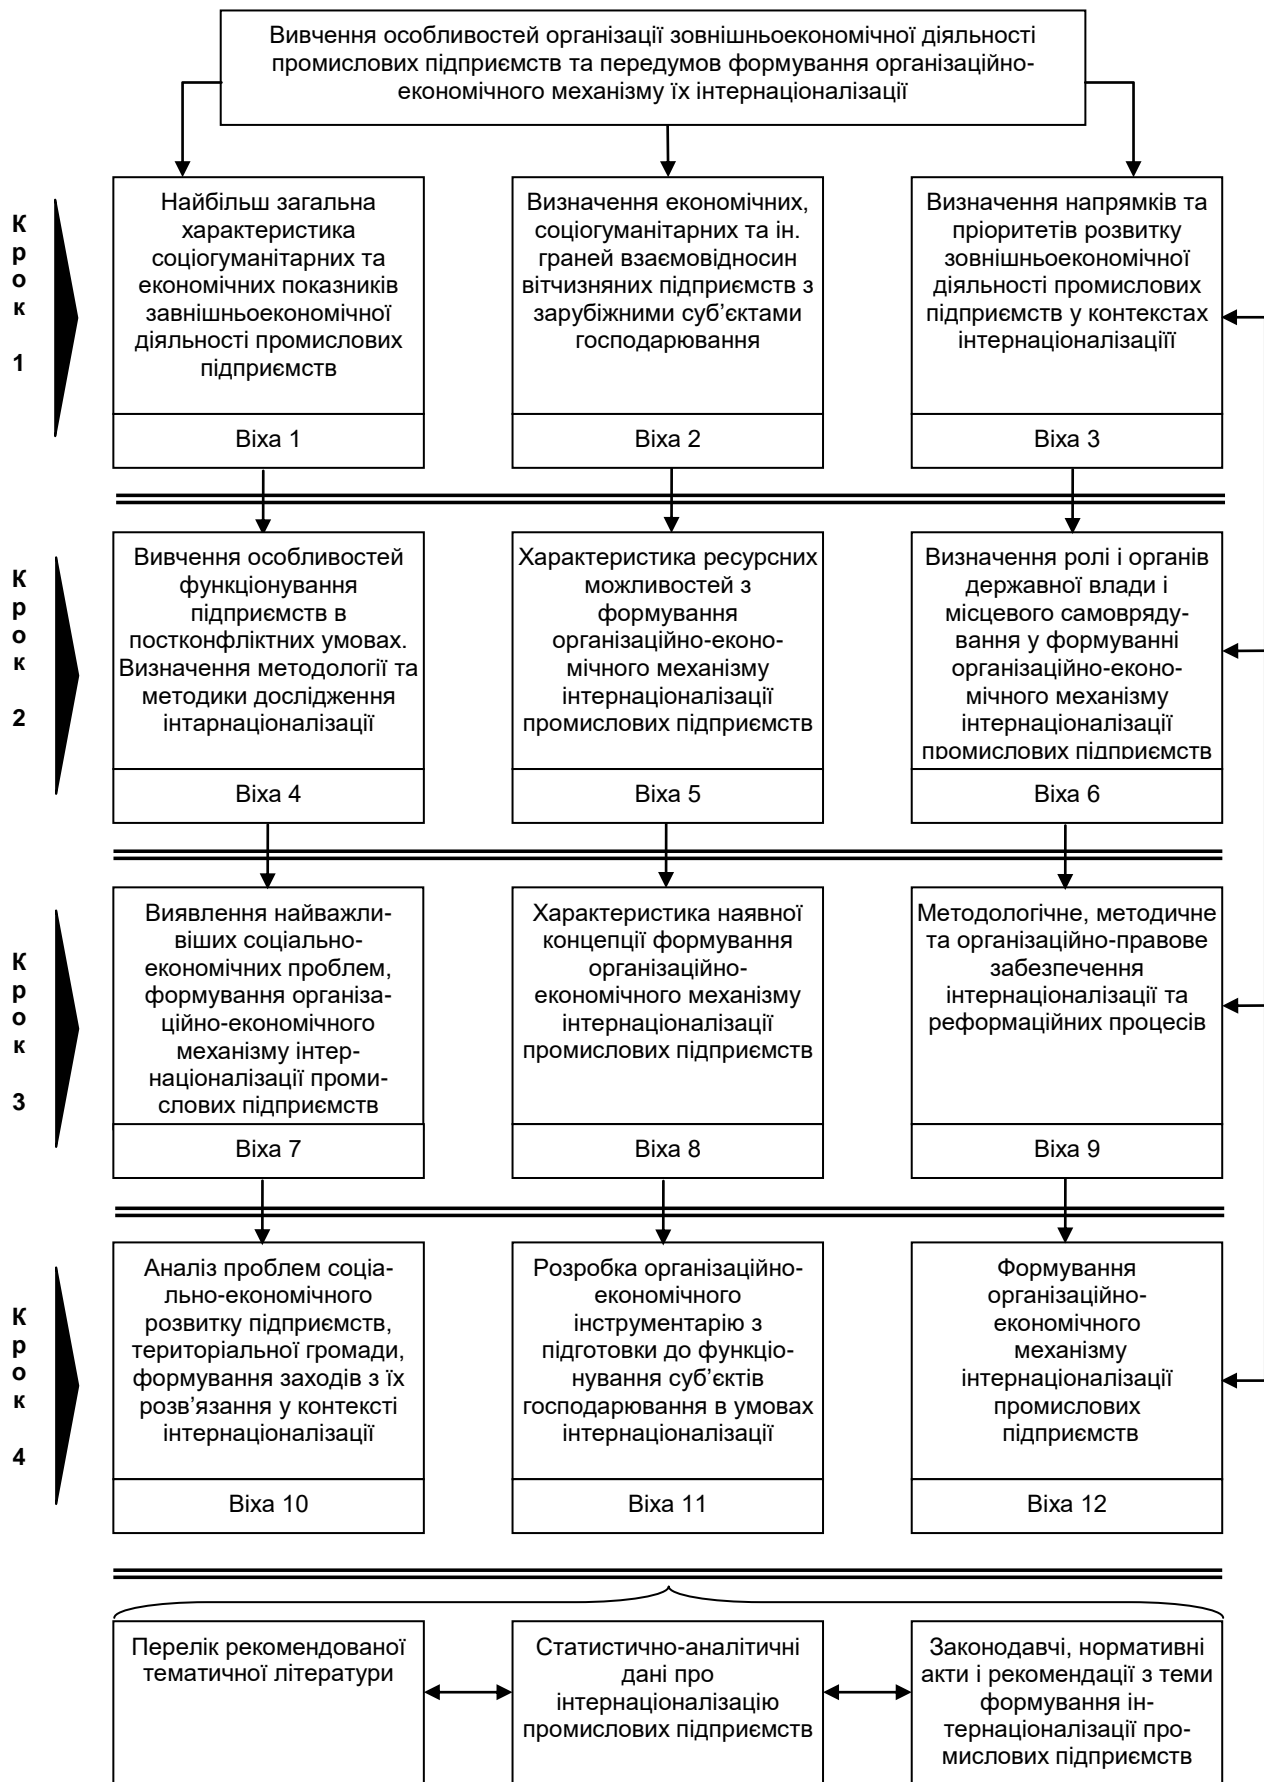 Вивчення особливостей організації зовнішньоекономічної діяльності
промислових підприємств та передумов формування організаційно-
економічного механізму їх інтернаціоналізації
Крок 1
Найбільш загальна
характеристика
соціогуманітарних та
економічних показників
завнішньоекономічної
діяльності промислових
підприємств
Віха 1
Визначення економічних,
соціогуманітарних та ін.
граней взаємовідносин
вітчизняних підприємств з
зарубіжними суб’єктами
господарювання
Віха 2
Визначення напрямків та
пріоритетів розвитку
зовнішньоекономічної
діяльності промислових
підприємств у контекстах
інтернаціоналізаціїї
Віха 3
Крок 2
Вивчення особливостей
функціонування
підприємств в
постконфліктних умовах.
Визначення методології та
методики дослідження
інтарнаціоналізації
Віха 4
Характеристика ресурсних
можливостей з
формування
організаційно-еконо-
мічного механізму
інтернаціоналізації
промислових підприємств
Віха 5
Визначення ролі і органів
державної влади і
місцевого самовряду-
вання у формуванні
організаційно-еконо-
мічного механізму
інтернаціоналізації
промислових підприємств
Віха 6
Крок 3
Виявлення найважли-
віших соціально-
економічних проблем,
формування організа-
ційно-економічного
механізму інтер-
націоналізації проми-
слових підприємств
Віха 7
Характеристика наявної
концепції формування
організаційно-
економічного механізму
інтернаціоналізації
промислових підприємств
Віха 8
Методологічне, методичне
та організаційно-правове
забезпечення
інтернаціоналізації та
реформаційних процесів
Віха 9
Крок 4
Аналіз проблем соціа-
льно-економічного
розвитку підприємств,
територіальної громади,
формування заходів з їх
розв’язання у контексті
інтернаціоналізації
Віха 10
Розробка організаційно-
економічного
інструментарію з
підготовки до функціо-
нування суб’єктів
господарювання в умовах
інтернаціоналізації
Віха 11
Формування
організаційно-
економічного
механізму
інтернаціоналізації
промислових
підприємств
Віха 12
Перелік рекомендованої
тематичної літератури
Статистично-аналітичні
дані про
інтернаціоналізацію
промислових підприємств
Законодавчі, нормативні
акти і рекомендації з теми
формування ін-
тернаціоналізації про-
мислових підприємств